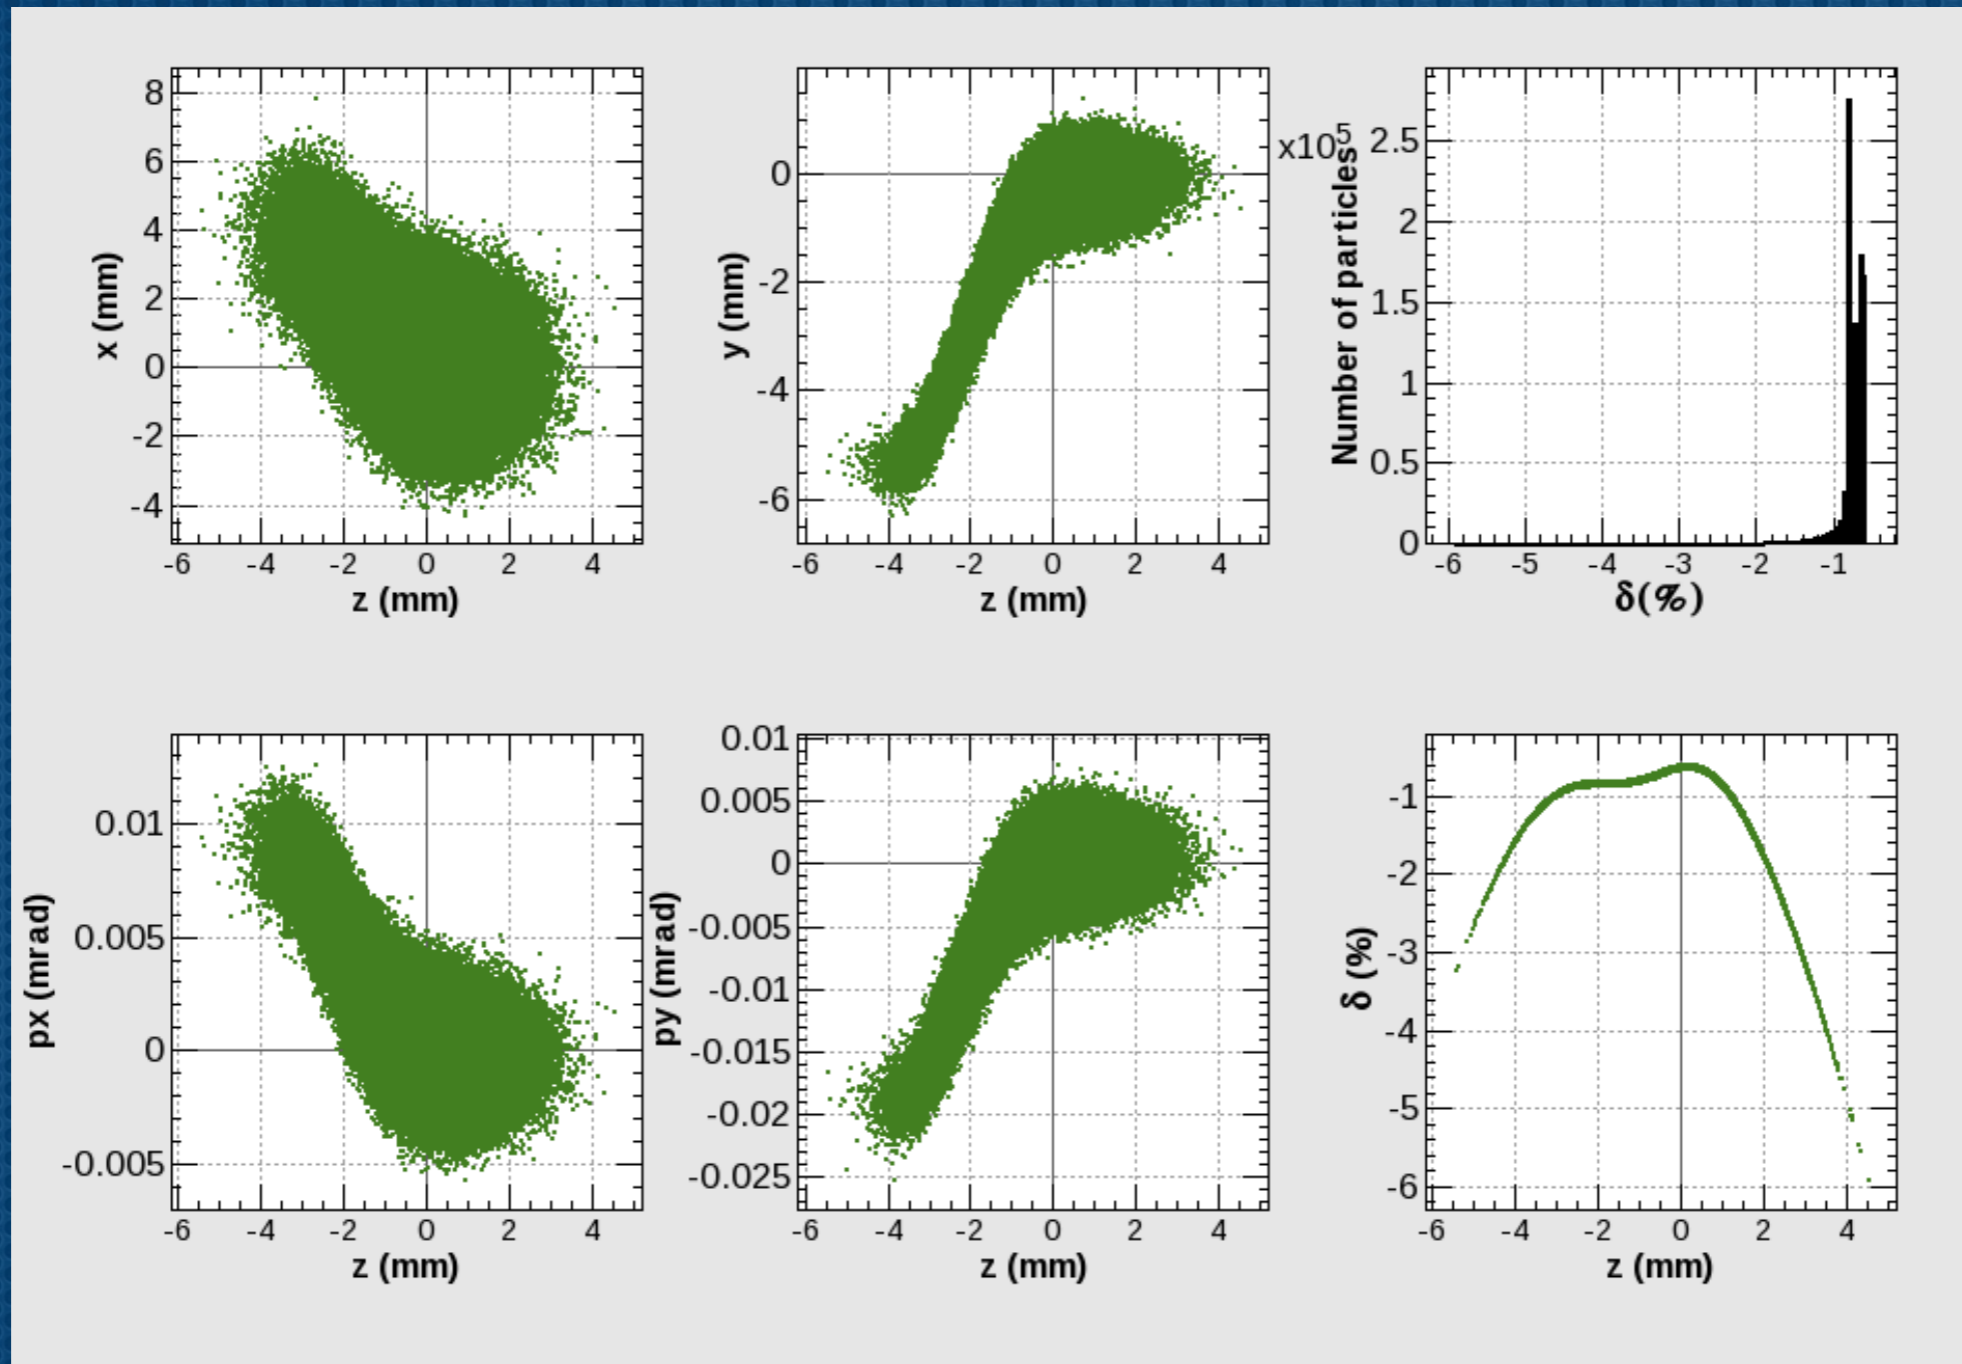 8
6
4
2
0
-2
-4
x (mm)
-6 -4 -2 0 2 4
z (mm)
0
-2
-4
-6
y (mm)
-6 -4 -2 0 2 4
z (mm)
x10^5
2.5
2
1.5
1
0.5
0
Number of particles
-6 -5 -4 -3 -2 -1
δ(%)
0.01
0.005
0
-0.005
px (mrad)
-6 -4 -2 0 2 4
z (mm)
0.01
0.005
0
-0.005
-0.01
-0.015
-0.02
-0.025
py (mrad)
-6 -4 -2 0 2 4
z (mm)
-1
-2
-3
-4
-5
-6
δ (%)
-6 -4 -2 0 2 4
z (mm)